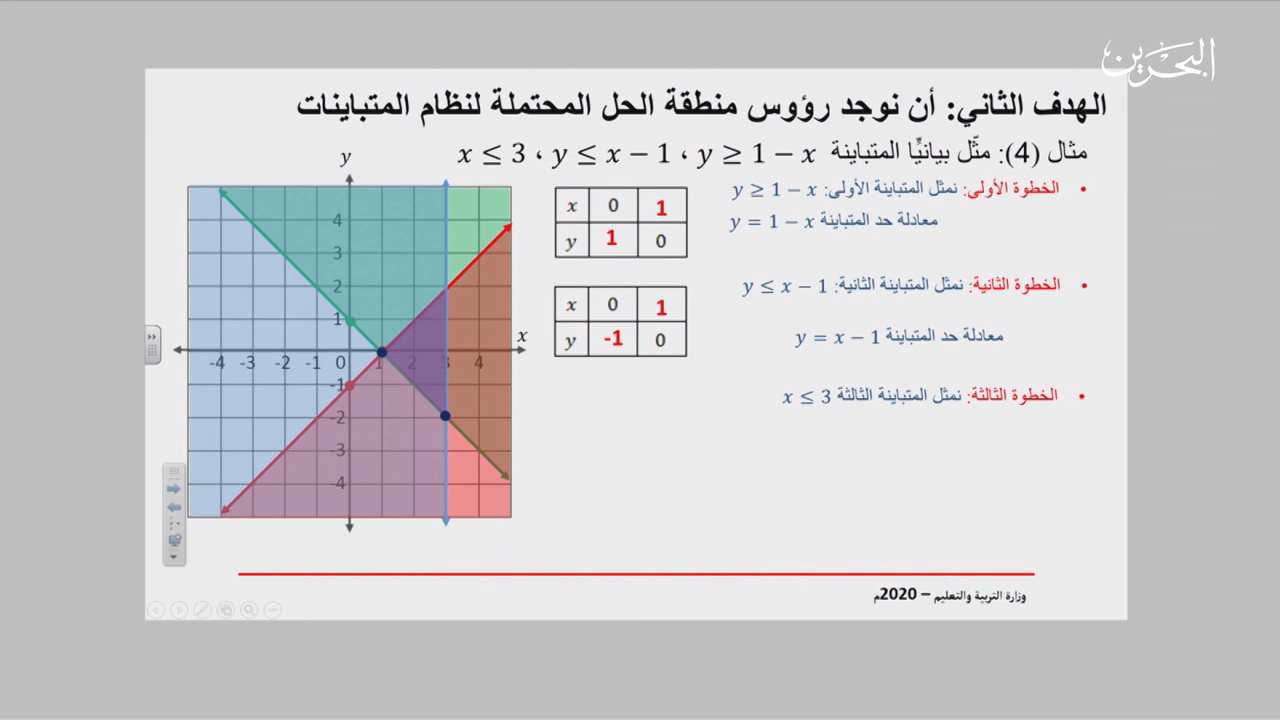 البحرين
الهدف الثاني: أن نوجد رؤوس منطقة الحل المحتملة لنظام المتباينات
مثال (4): مثّل بيانيًّا المتباينة x ≤ 3 ، y ≤ x − 1 ، y ≥ 1 − x
• الخطوة الأولى: نمثل المتباينة الأولى: y ≥ 1 − x
معادلة حد المتباينة y = 1 − x
x 0 1
y 1 0
• الخطوة الثانية: نمثل المتباينة الثانية: y ≤ x − 1
معادلة حد المتباينة y = x − 1
x 0 1
y -1 0
• الخطوة الثالثة: نمثل المتباينة الثالثة x ≤ 3
y
4
3
2
1
x
-4 -3 -2 -1 0 1 2 3 4
-1
-2
-3
-4
وزارة التربية والتعليم – 2020م